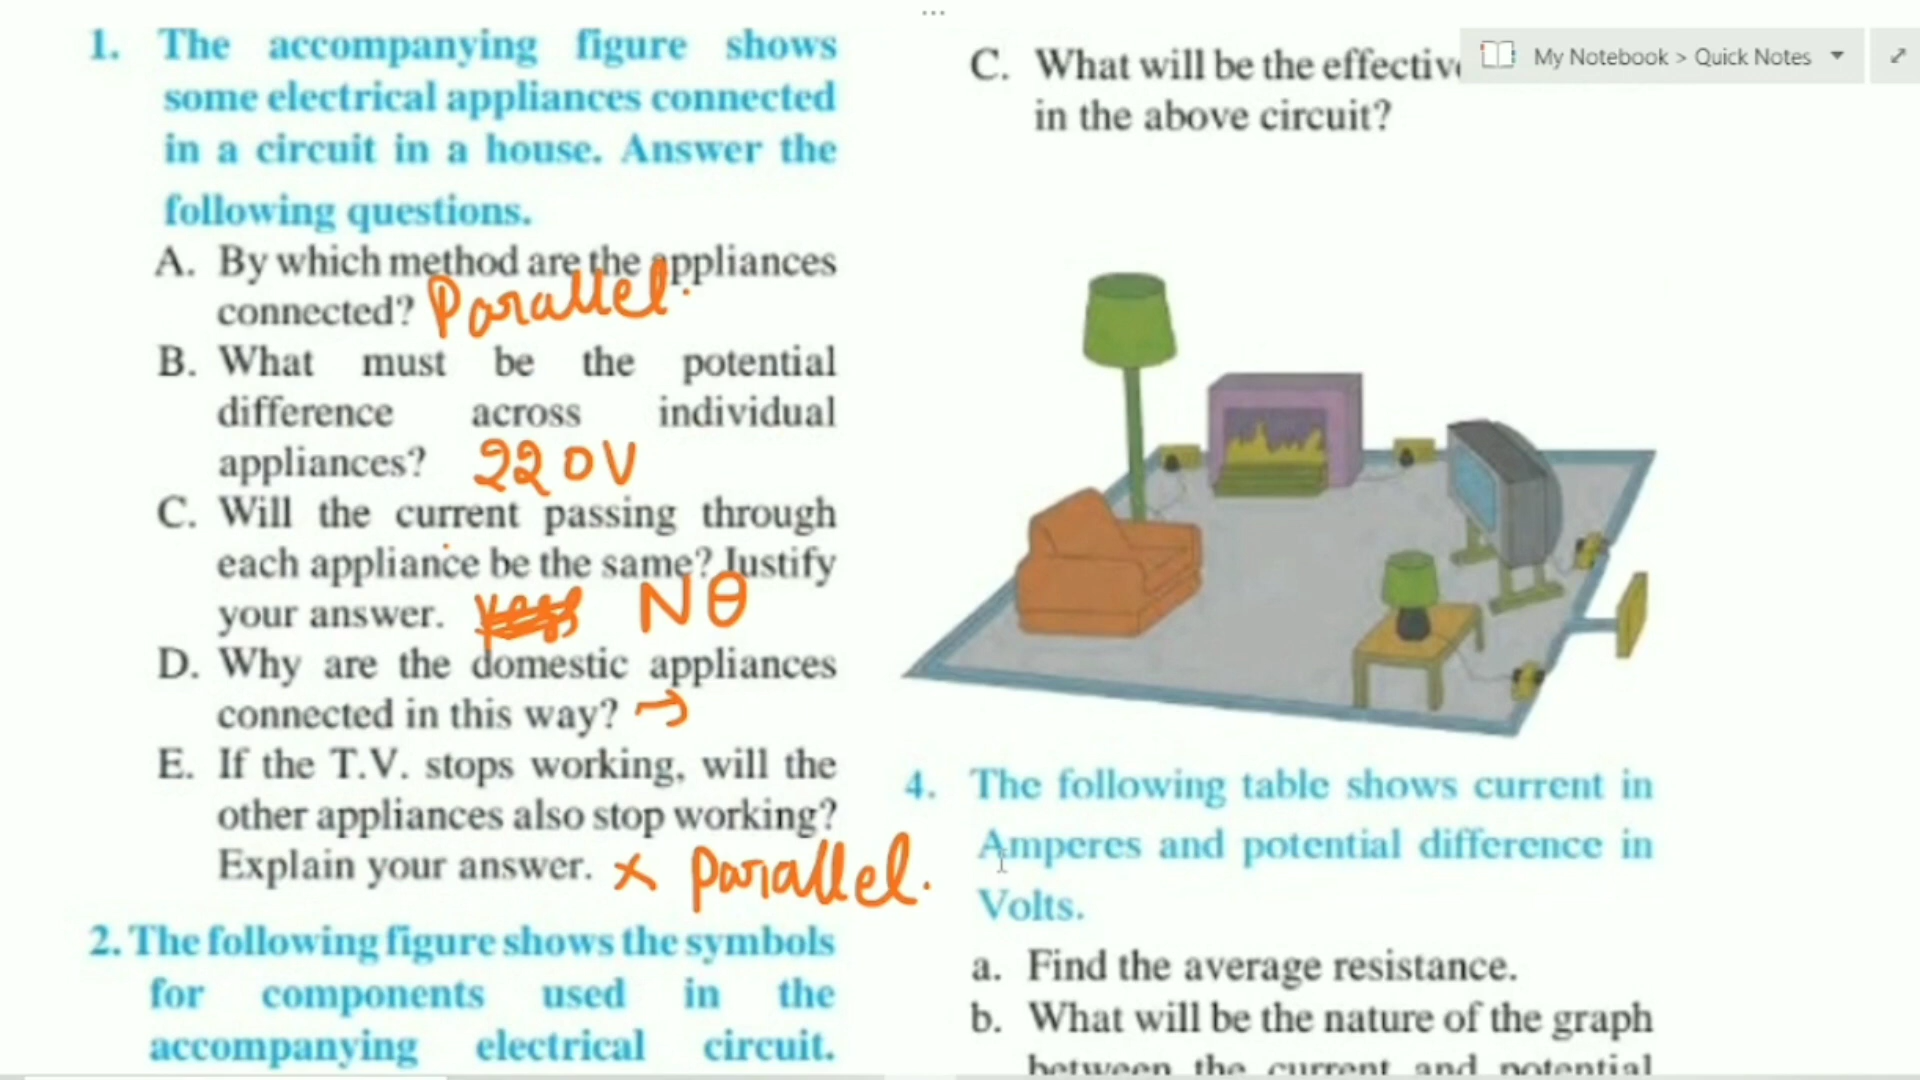 ...
1. The accompanying figure shows
some electrical appliances connected
in a circuit in a house. Answer the
following questions.
A. By which method are the appliances
connected? Parallel.
B. What must be the potential
difference across individual
appliances? 220V
C. Will the current passing through
each appliance be the same? Justify
your answer. NO
D. Why are the domestic appliances
connected in this way? →
E. If the T.V. stops working, will the
other appliances also stop working?
Explain your answer. × parallel.
2. The following figure shows the symbols
for components used in the
accompanying electrical circuit.
C. What will be the
in the above circuit?
My Notebook > Quick Notes
4. The following table shows current in
Amperes and potential difference in
Volts.
a. Find the average resistance.
b. What will be the nature of the graph
between the current and potential